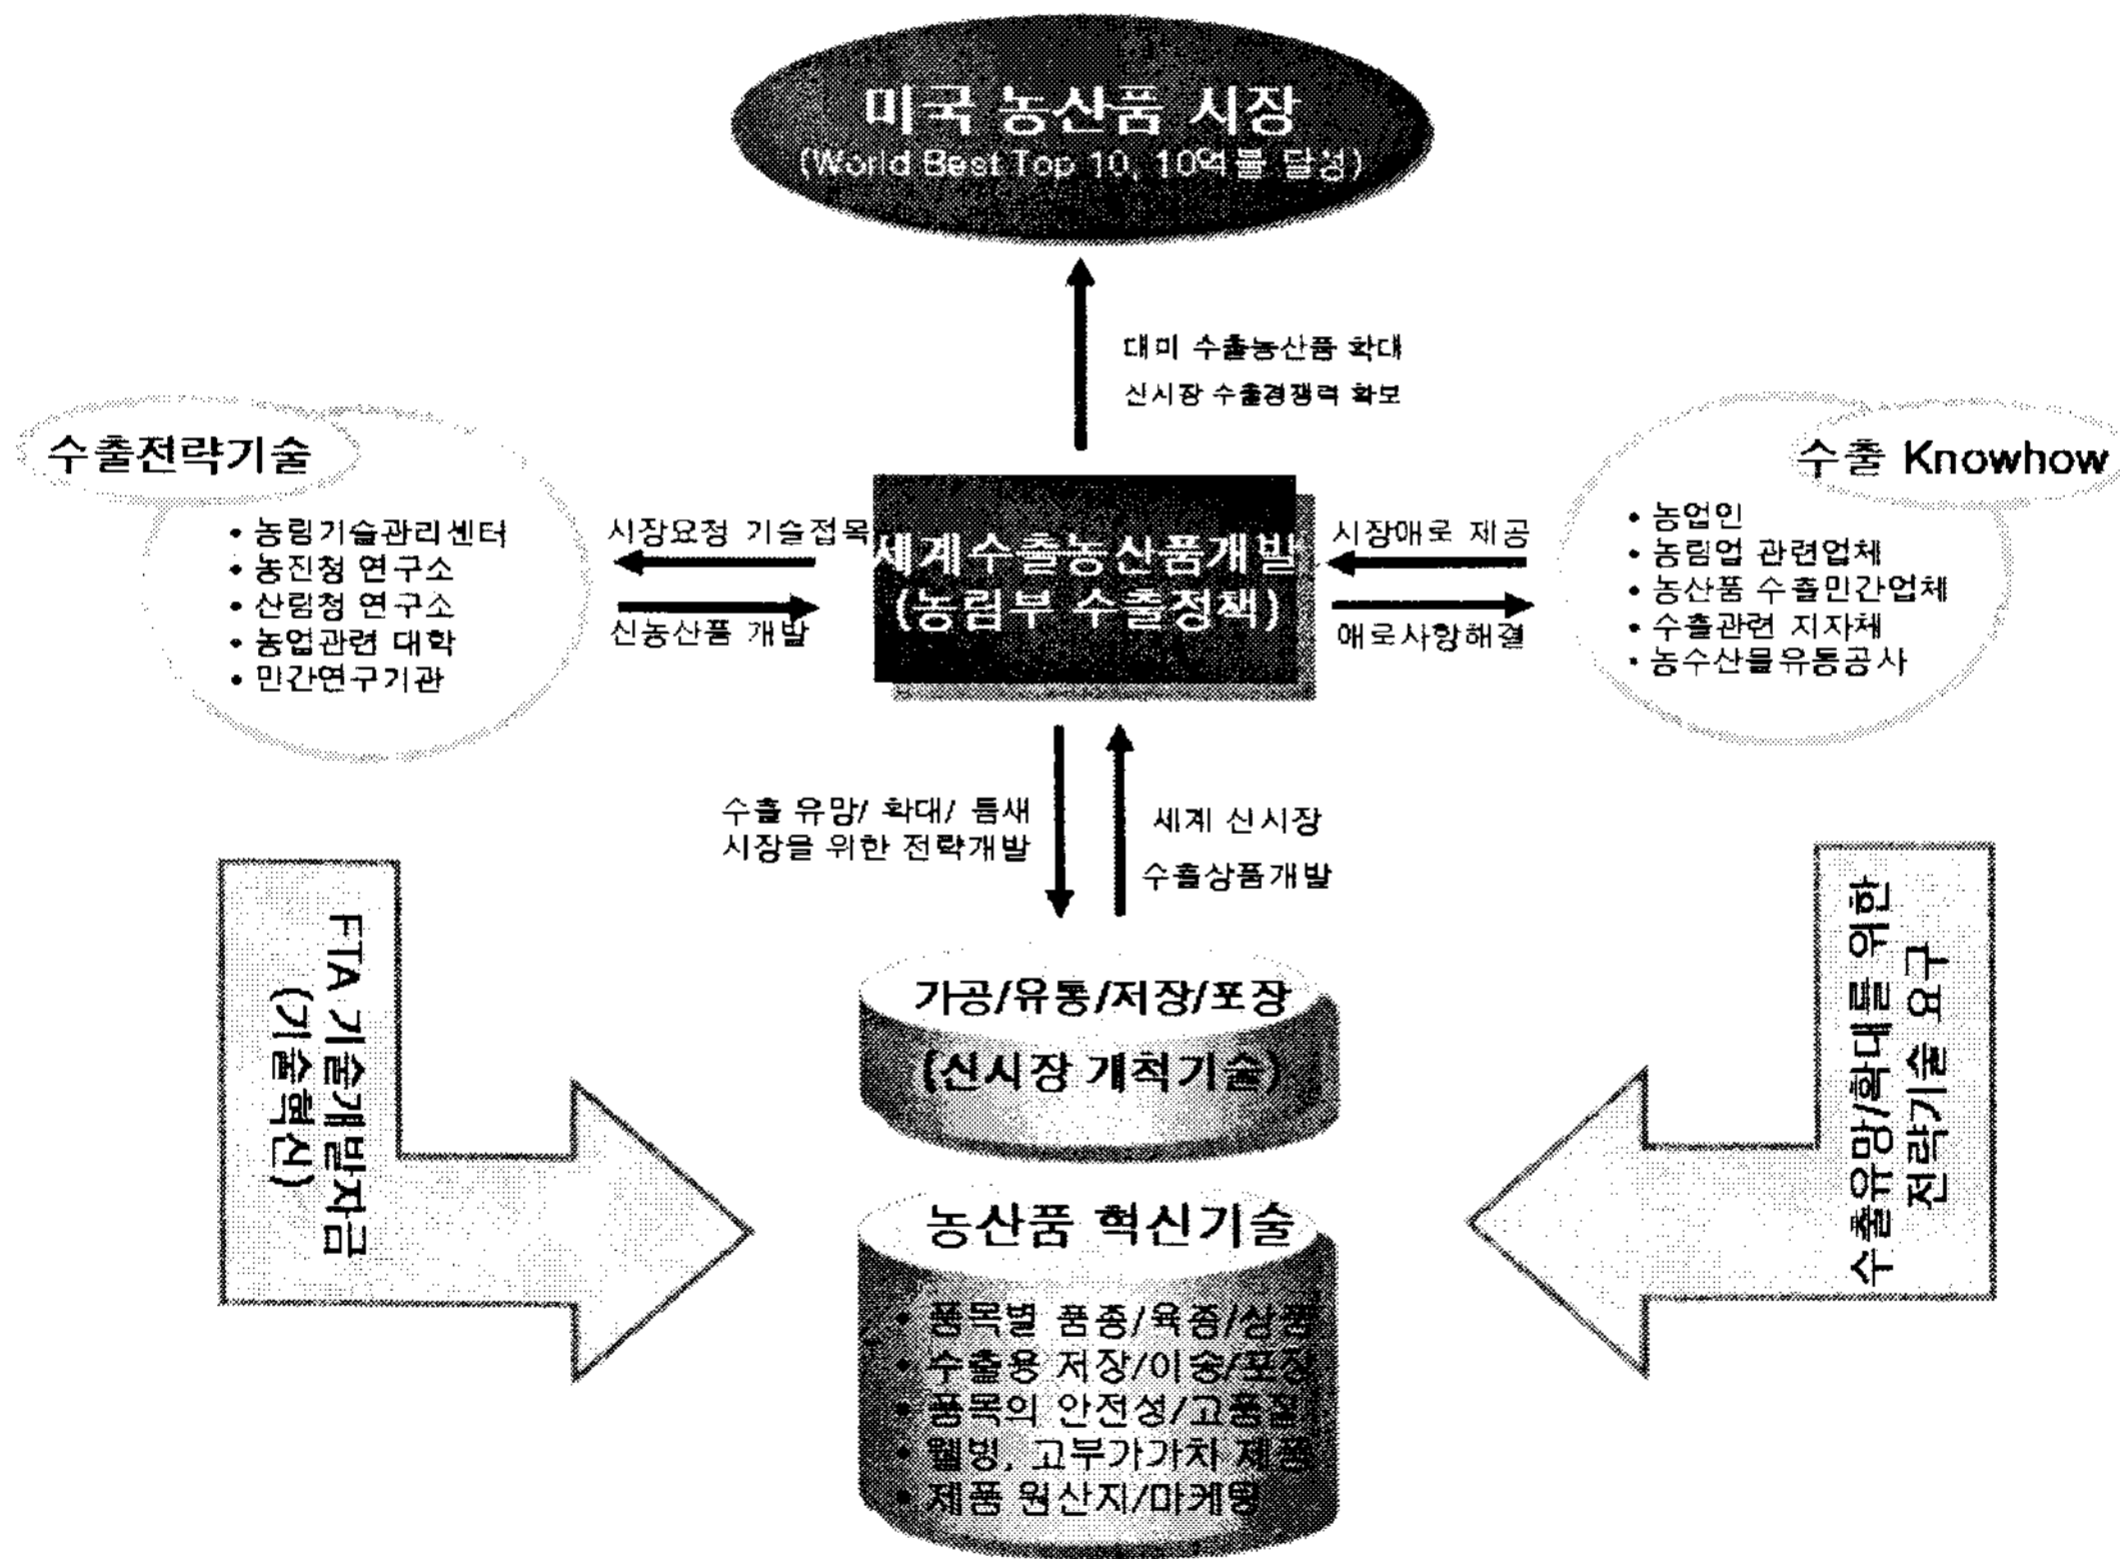 미국 농산품 시장
(World Best Top 10, 10억불 달성)
대미 수출농산품 확대
신시장 수출경쟁력 확보
수출전략기술
• 농림기술관리센터
• 농진청 연구소
• 산림청 연구소
• 농업관련 대학
• 민간연구기관
시장요청 기술접목
신농산품 개발
세계수출농산품개발
(농림부 수출정책)
시장애로 제공
애로사항해결
수출 Knowhow
• 농업인
• 농림업 관련업체
• 농산품 수출민간업체
• 수출관련 지자체
• 농수산물유통공사
수출 유망/ 확대/ 틈새
시장을 위한 전략개발
세계 신시장
수출상품개발
FTA 기술개발자금
(기술혁신)
수출유망/확대를 위한
전략기술 요구
가공/유통/저장/포장
(신시장 개척기술)
농산품 혁신기술
• 품목별 품종/육종/상품
• 수출용 저장/이송/포장
• 품목의 안전성/고품질
• 웰빙, 고부가가치 제품
• 제품 원산지/마케팅